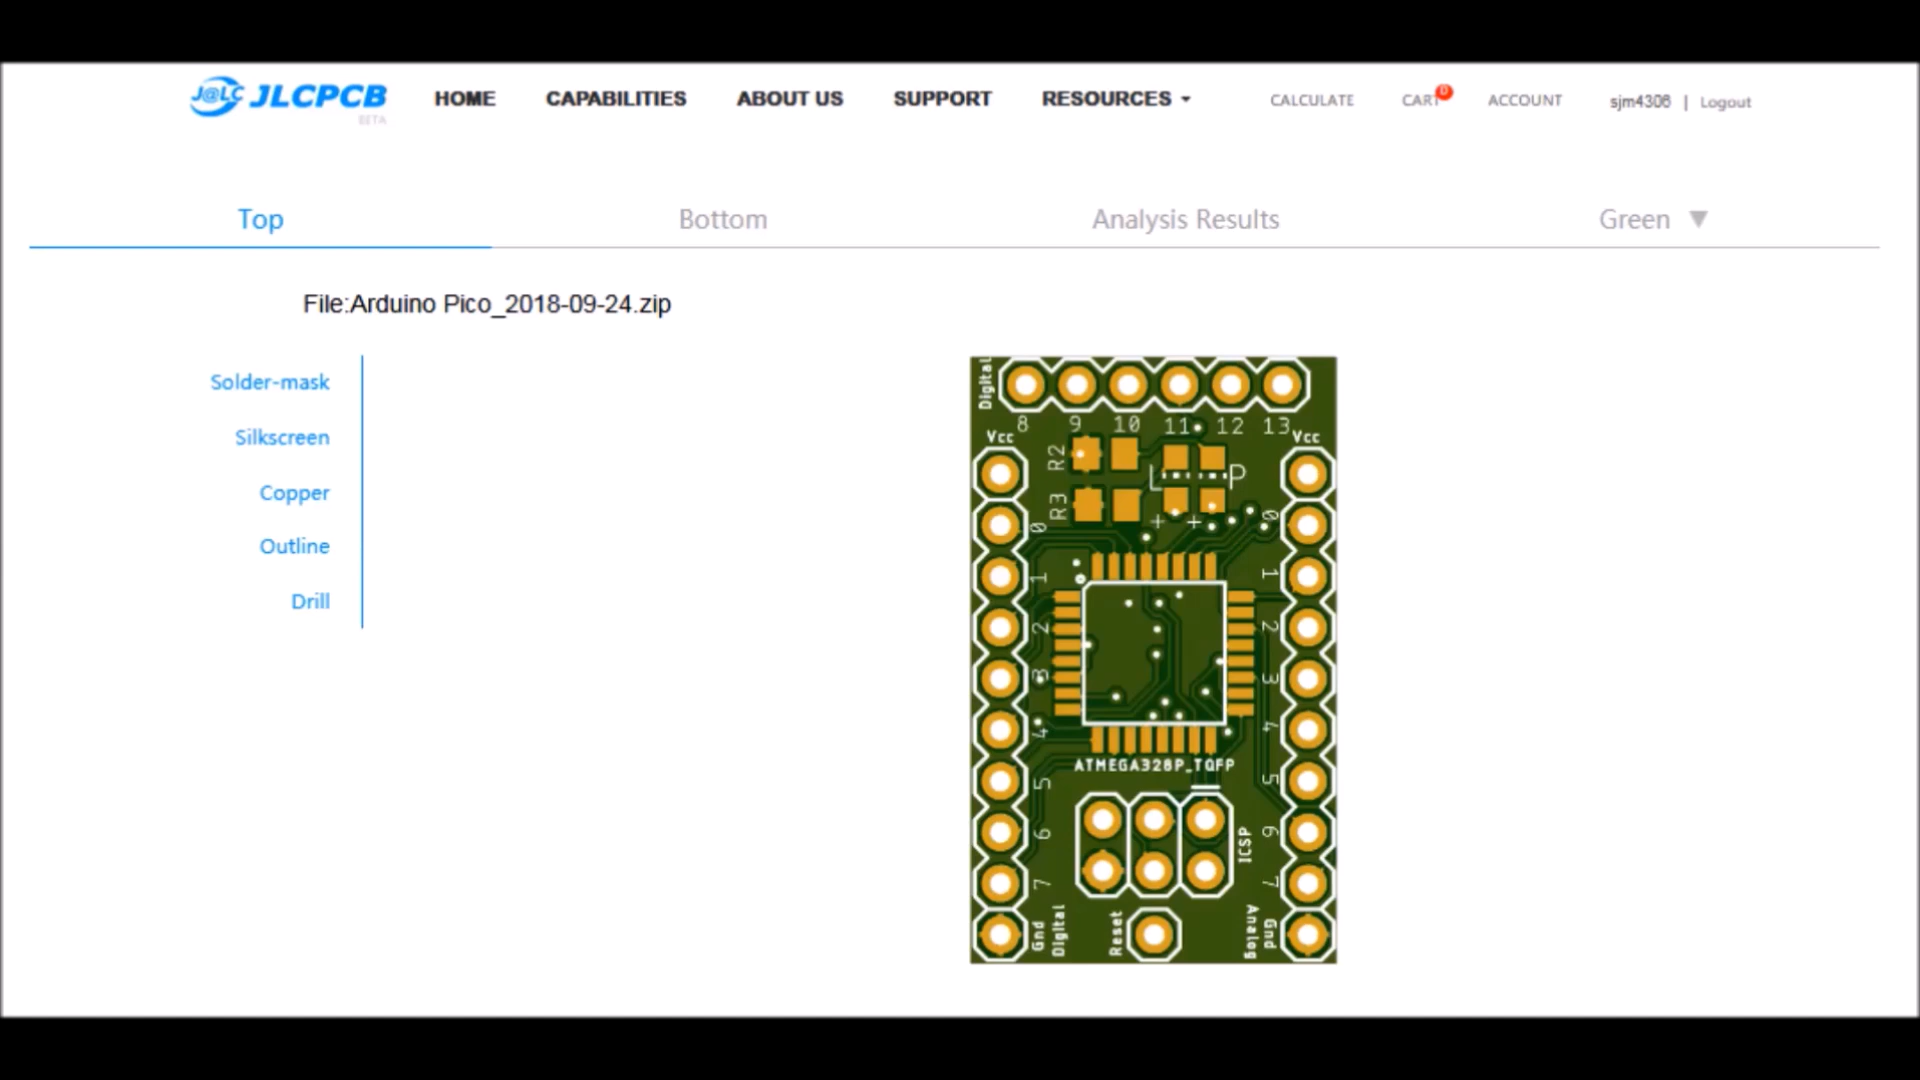 J@LC JLCPCB
BETA
HOME CAPABILITIES ABOUT US SUPPORT RESOURCES CALCULATE CART 0 ACCOUNT sjm4306 | Logout
Top Bottom Analysis Results Green ▼
File:Arduino Pico_2018-09-24.zip
Solder-mask
Silkscreen
Copper
Outline
Drill
Digital
8 9 10 11 12 13
Vcc Vcc
R2
L P
R3
+ +
0 0
1 1
2 2
3 3
4 4
ATMEGA328P_TQFP
5 5
6 6
ICSP
7 7
Gnd Digital Reset Analog Gnd